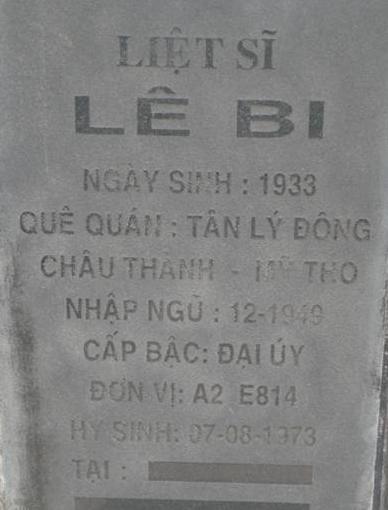 LIỆT SĨ
LÊ BI
NGÀY SINH : 1933
QUÊ QUÁN : TÂN LÝ ĐÔNG
CHÂU THÀNH - MỸ THO
NHẬP NGŨ : 12-1949
CẤP BẬC: ĐẠI ÚY
ĐƠN VỊ: A2 E814
HY SINH: 07-08-1973
TẠI :